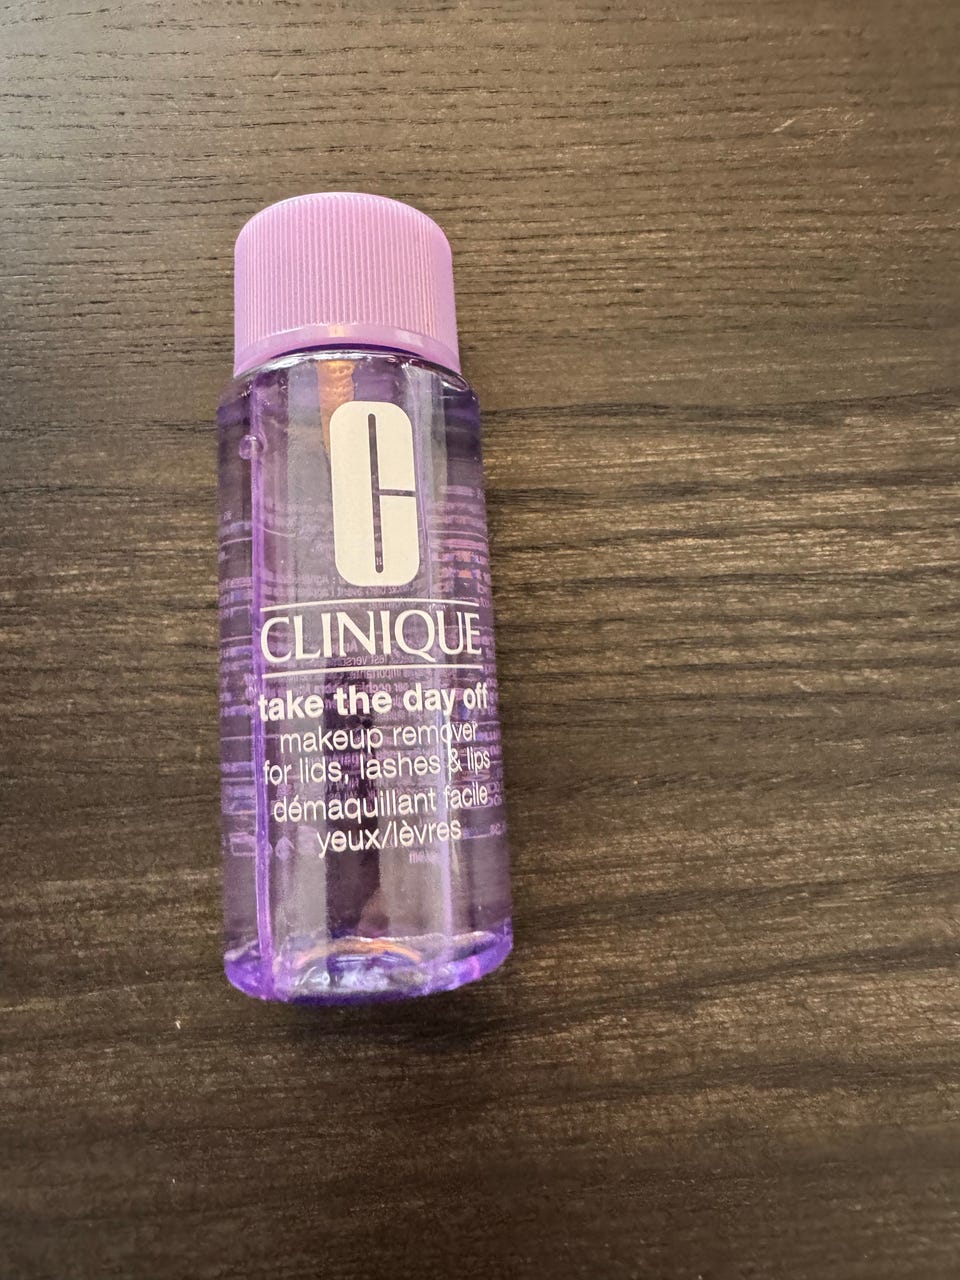 C
CLINIQUE
take the day off
makeup remover
for lids, lashes & lips
démaquillant facile
yeux/lèvres